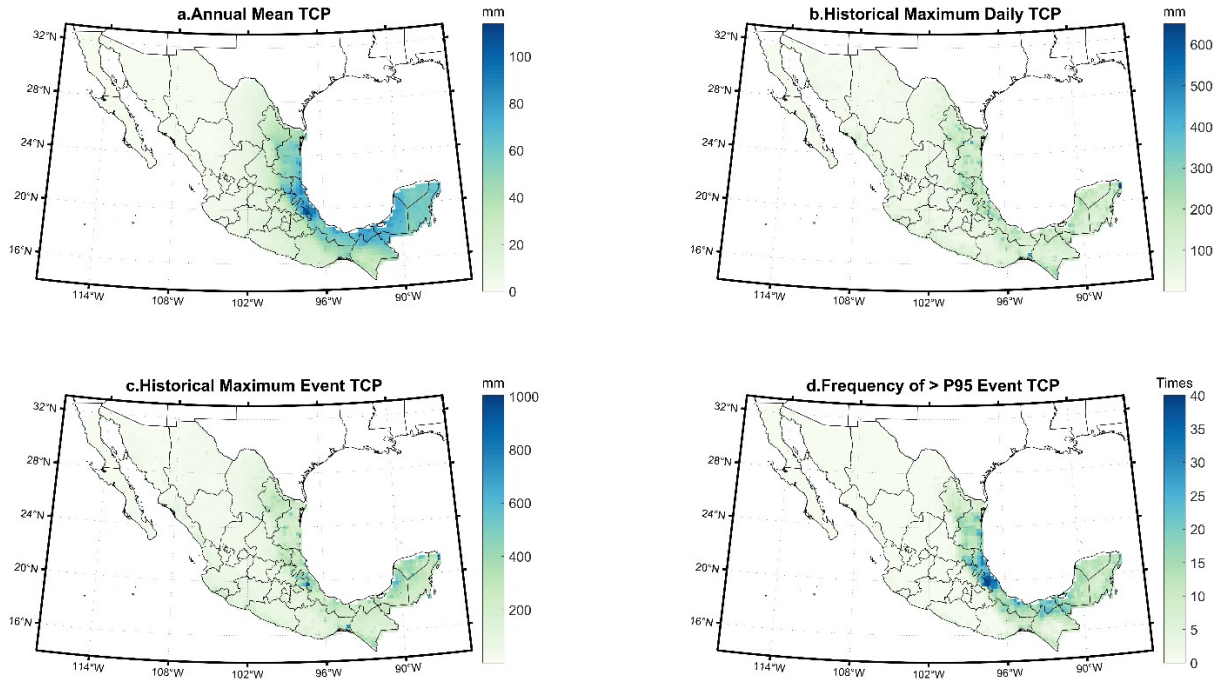 a.Annual Mean TCP
mm
32°N
28°N
24°N
20°N
16°N
114°W
108°W
102°W
96°W
90°W
100
80
60
40
20
0
b.Historical Maximum Daily TCP
mm
32°N
28°N
24°N
20°N
16°N
114°W
108°W
102°W
96°W
90°W
600
500
400
300
200
100
c.Historical Maximum Event TCP
mm
32°N
28°N
24°N
20°N
16°N
114°W
108°W
102°W
96°W
90°W
1000
800
600
400
200
d.Frequency of > P95 Event TCP
Times
32°N
28°N
24°N
20°N
16°N
114°W
108°W
102°W
96°W
90°W
40
35
30
25
20
15
10
5
0